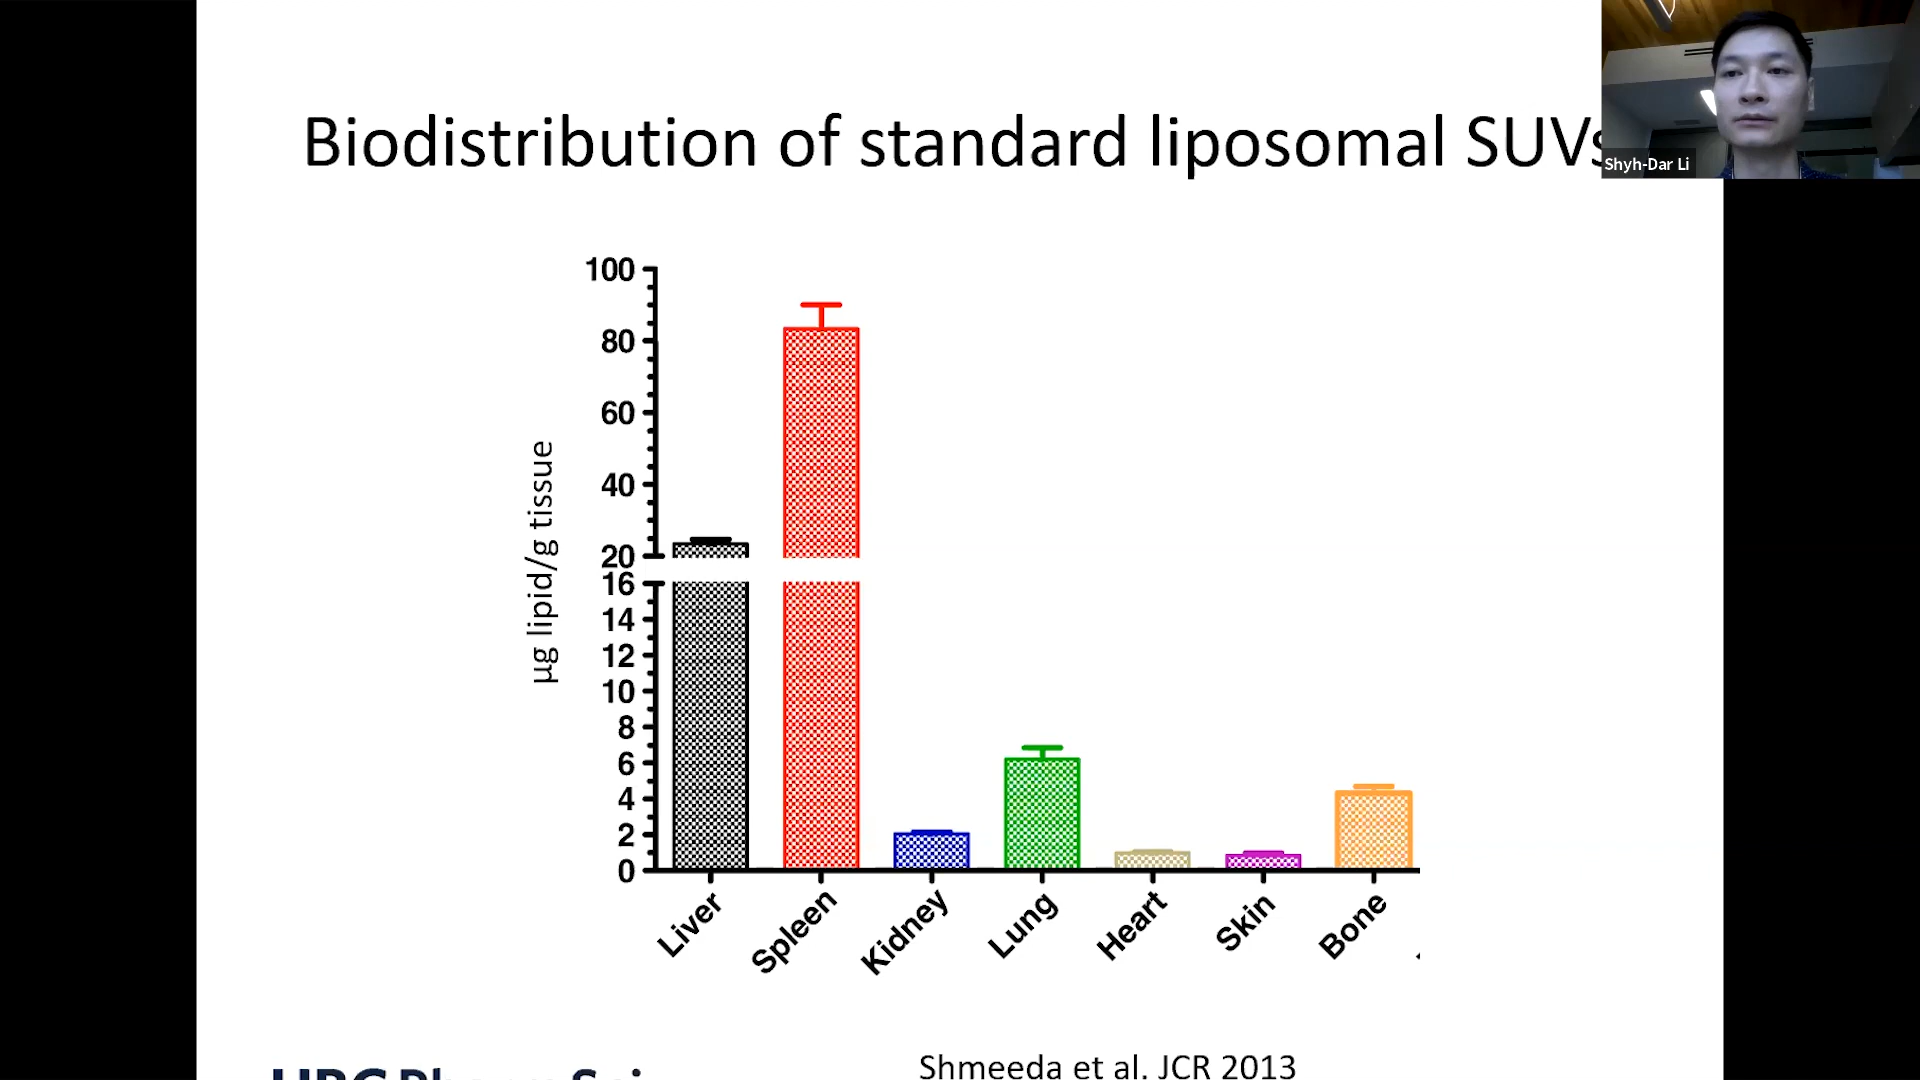 Biodistribution of standard liposomal SUVs
Shyh-Dar Li
100
80
60
40
20
16
14
12
10
8
6
4
2
0
µg lipid/g tissue
Liver
Spleen
Kidney
Lung
Heart
Skin
Bone
Shmeeda et al. JCR 2013